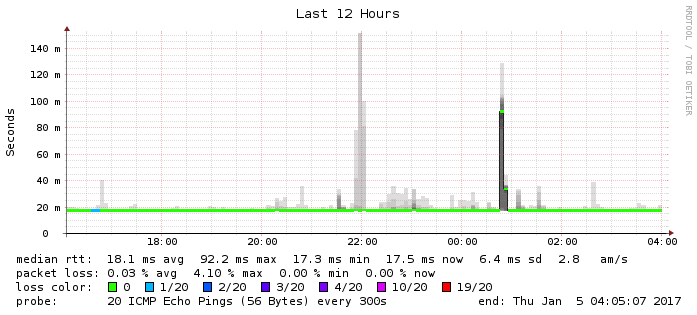 Last 12 Hours
RRDTOOL / TOBI OETIKER
Seconds
140 m
120 m
100 m
80 m
60 m
40 m
20 m
0
18:00 20:00 22:00 00:00 02:00 04:00
median rtt: 18.1 ms avg 92.2 ms max 17.3 ms min 17.5 ms now 6.4 ms sd 2.8 am/s
packet loss: 0.03 % avg 4.10 % max 0.00 % min 0.00 % now
loss color: 0 1/20 2/20 3/20 4/20 10/20 19/20
probe: 20 ICMP Echo Pings (56 Bytes) every 300s end: Thu Jan 5 04:05:07 2017